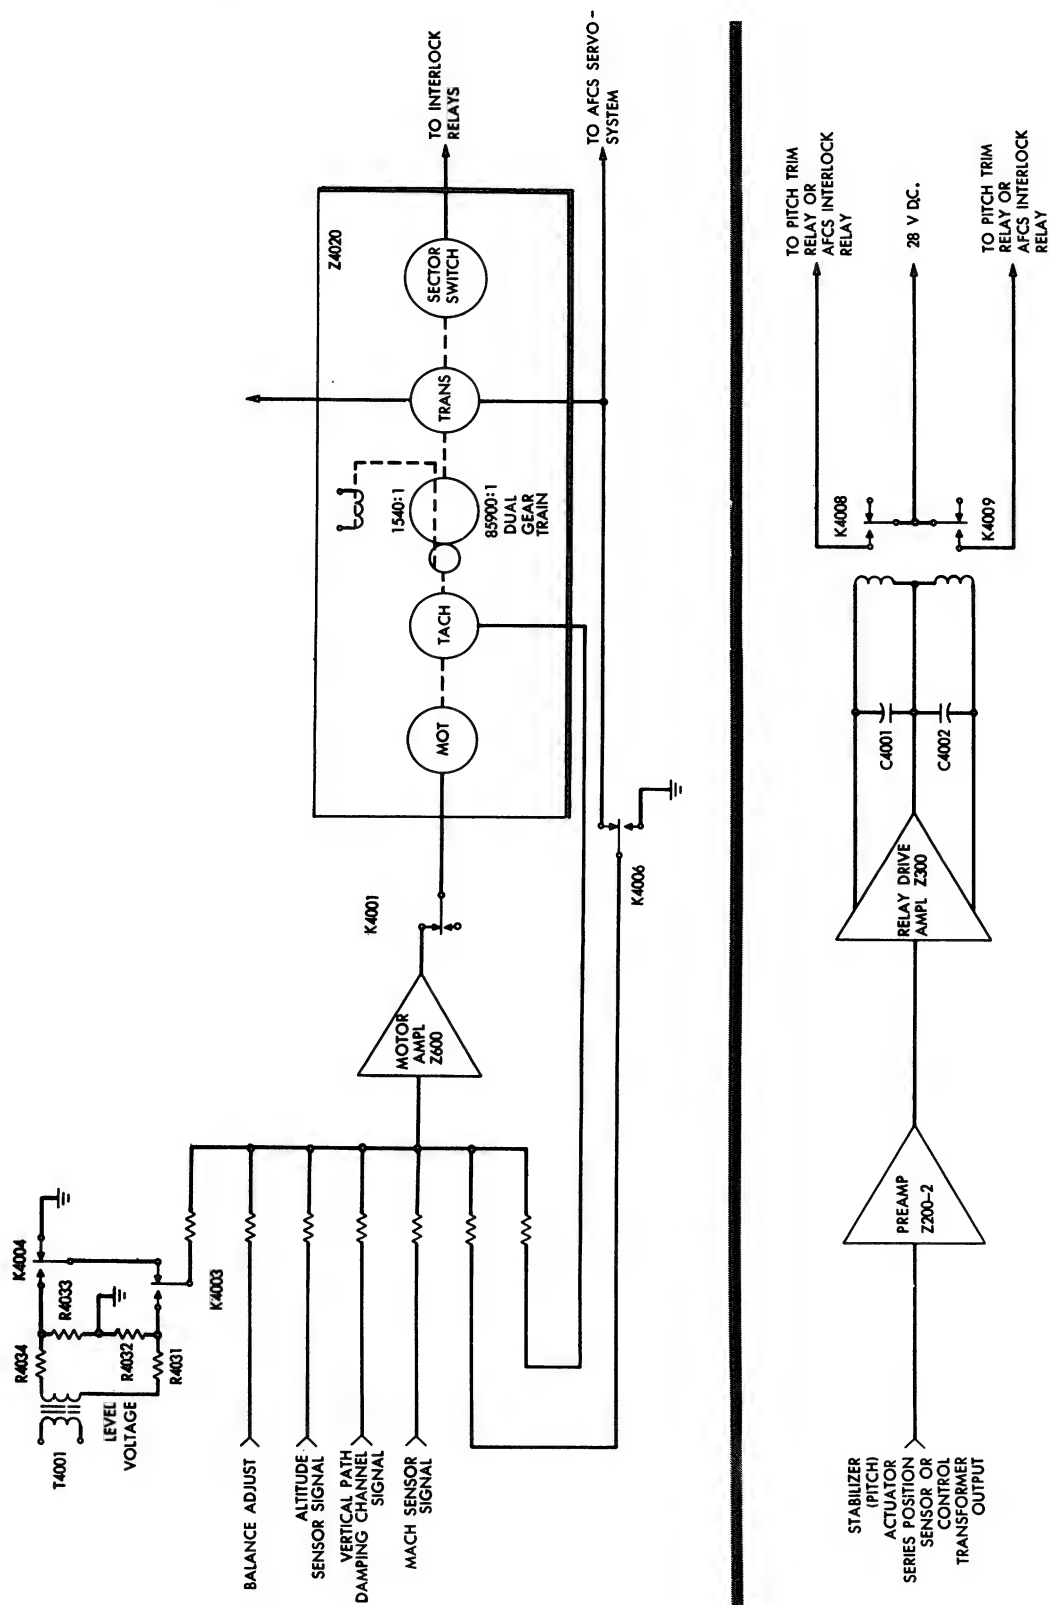 T4001
LEVEL
VOLTAGE
R4034
R4033
R4032
R4031
K4004
K4003
BALANCE ADJUST
ALTITUDE
SENSOR SIGNAL
VERTICAL PATH
DAMPING CHANNEL
SIGNAL
MACH SENSOR
SIGNAL
MOTOR
AMPL
Z600
K4001
K4006
Z4020
MOT
TACH
1540:1
85900:1
DUAL
GEAR
TRAIN
TRANS
SECTOR
SWITCH
TO INTERLOCK
RELAYS
TO AFCS SERVO-
SYSTEM
STABILIZER
(PITCH)
ACTUATOR
SERIES POSITION
SENSOR OR
CONTROL
TRANSFORMER
OUTPUT
PREAMP
Z200-2
RELAY DRIVE
AMPL Z300
C4001
C4002
K4008
K4009
TO PITCH TRIM
RELAY OR
AFCS INTERLOCK
RELAY
28 V D.C.
TO PITCH TRIM
RELAY OR
AFCS INTERLOCK
RELAY